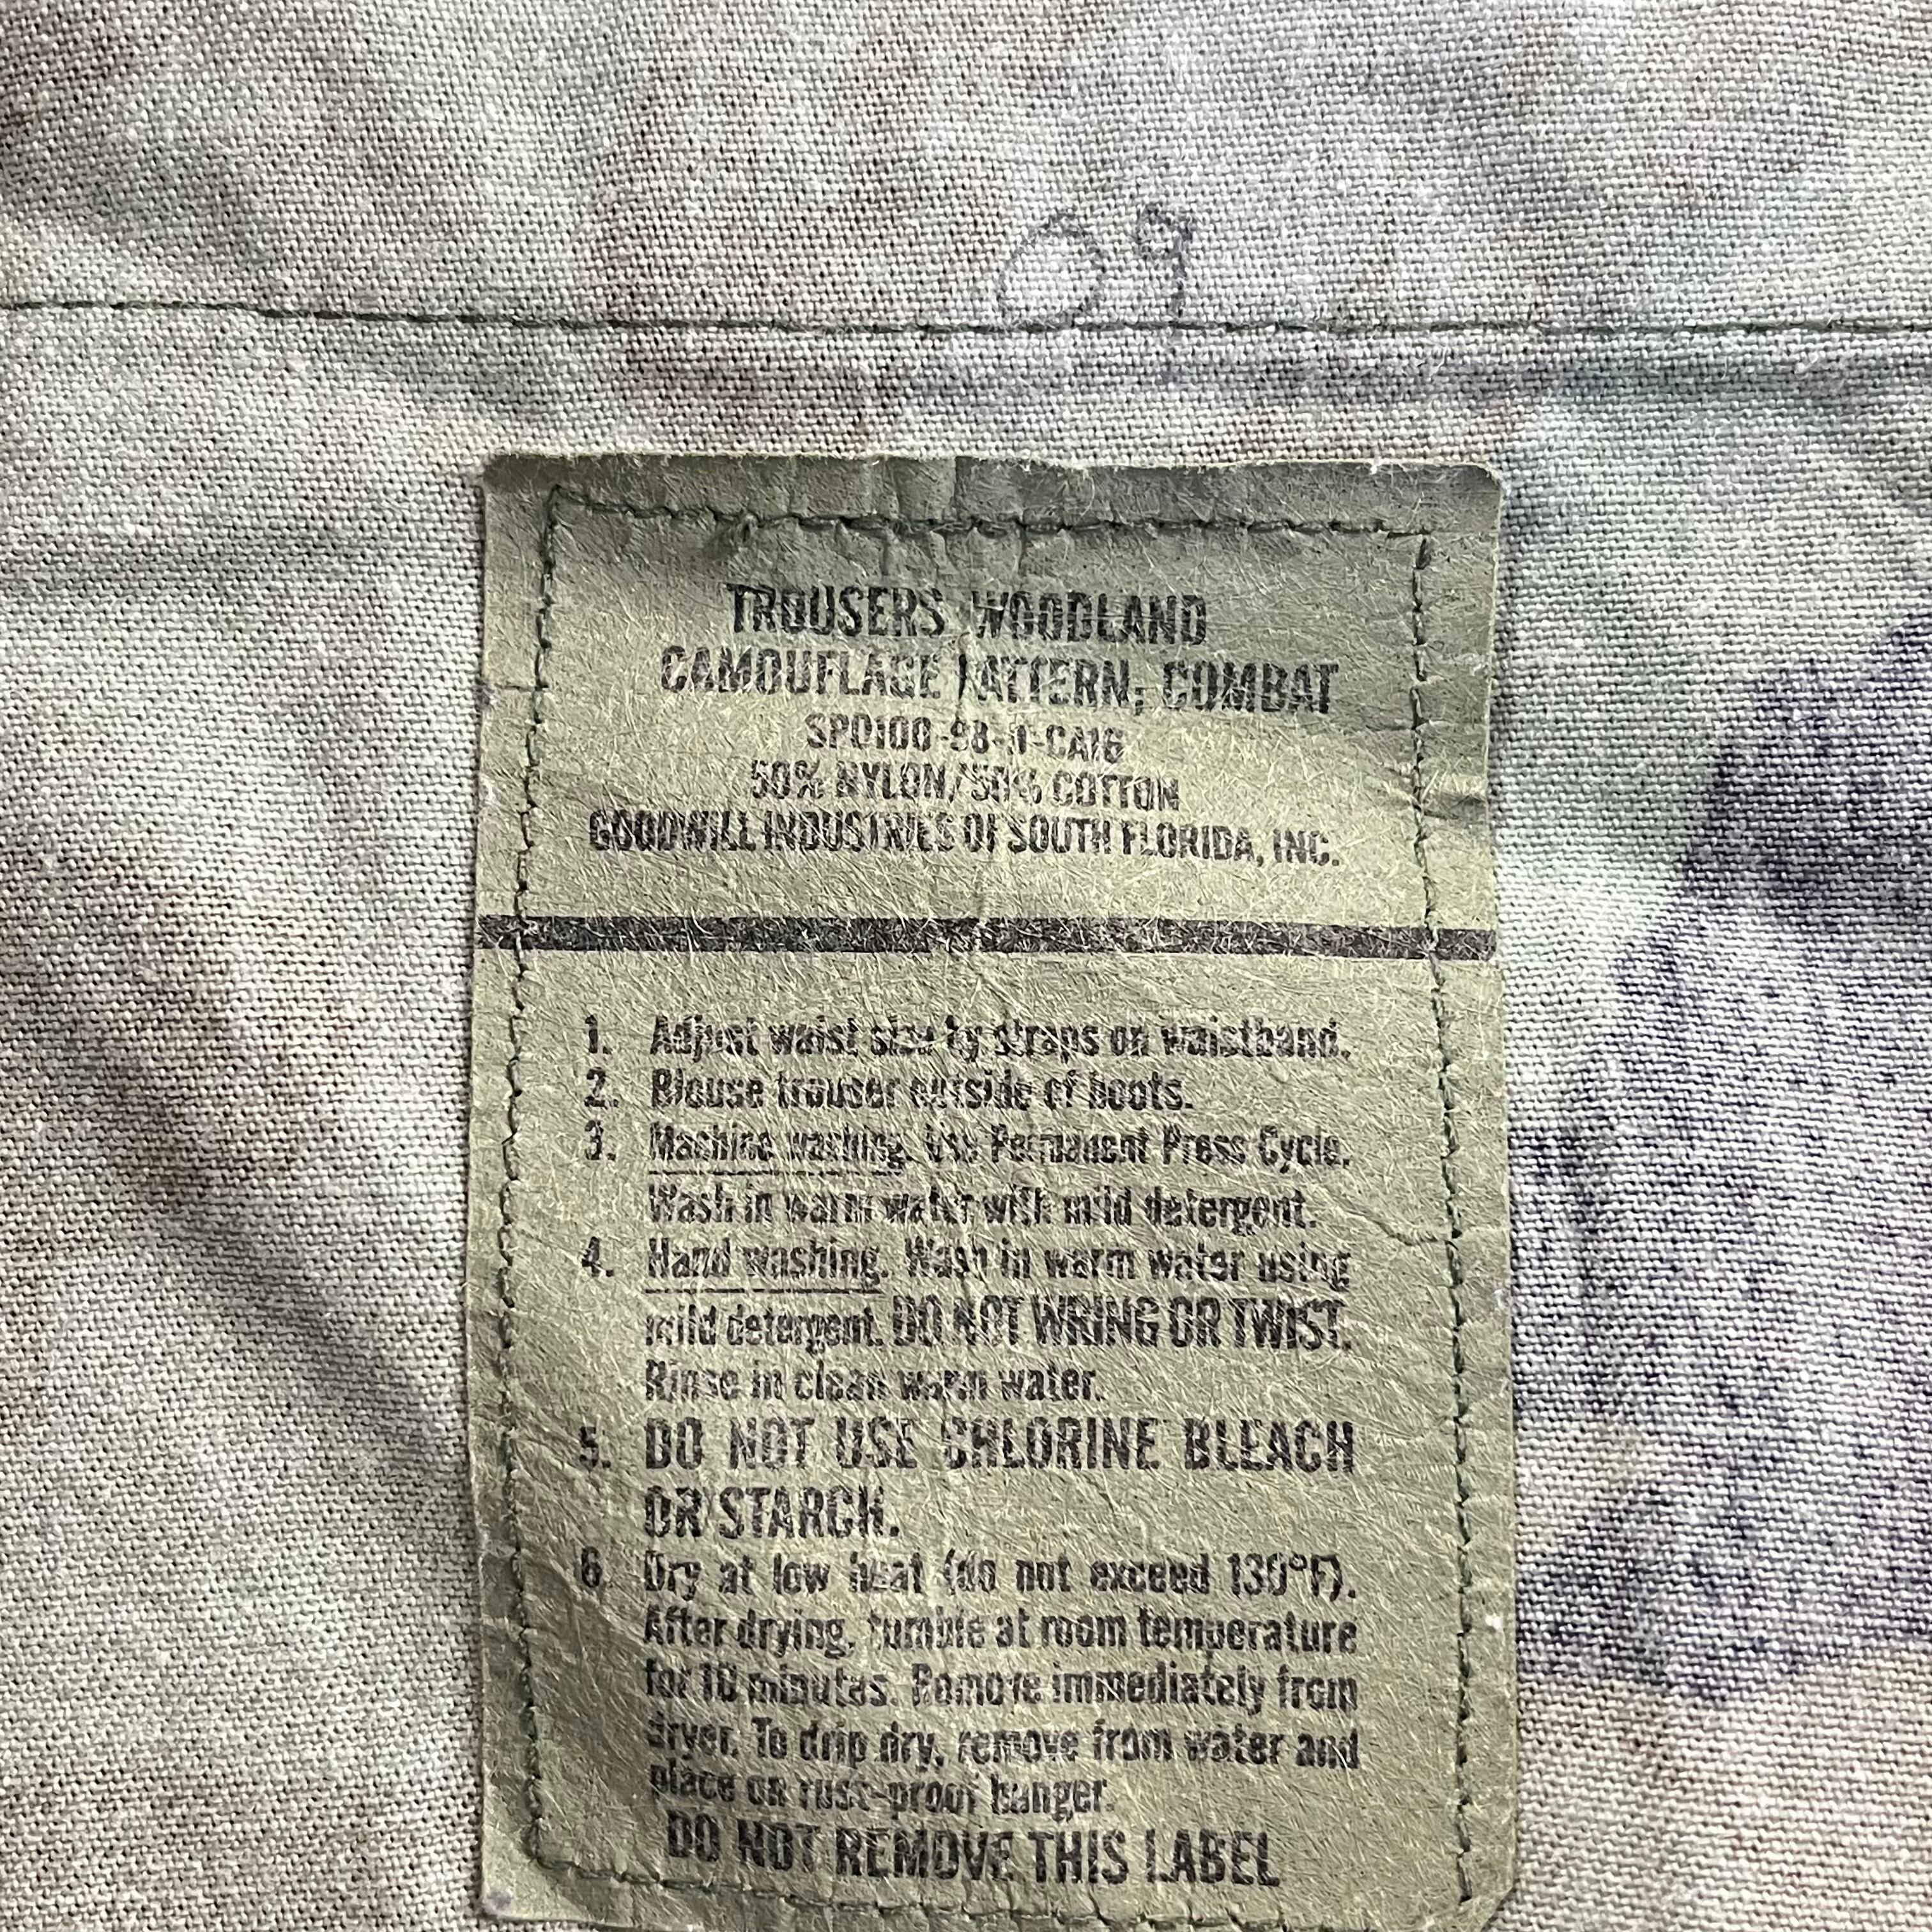 09
TROUSERS, WOODLAND
CAMOUFLAGE PATTERN, COMBAT
50% NYLON/50% COTTON
GOODWILL INDUSTRIES OF SOUTH FLORIDA, INC.
1. Adjust waist size by straps on waistband.
2. Blouse trouser outside of boots.
3. Machine washing. Use Permanent Press Cycle.
Wash in warm water with mild detergent.
4. Hand washing. Wash in warm water using
mild detergent. DO NOT WRING OR TWIST.
Rinse in clean warm water.
5. DO NOT USE CHLORINE BLEACH
OR STARCH.
6. Dry at low heat (do not exceed 130°F).
After drying, tumble at room temperature
for 10 minutes. Remove immediately from
dryer. To drip dry, remove from water and
place on rust-proof hanger.
DO NOT REMOVE THIS LABEL